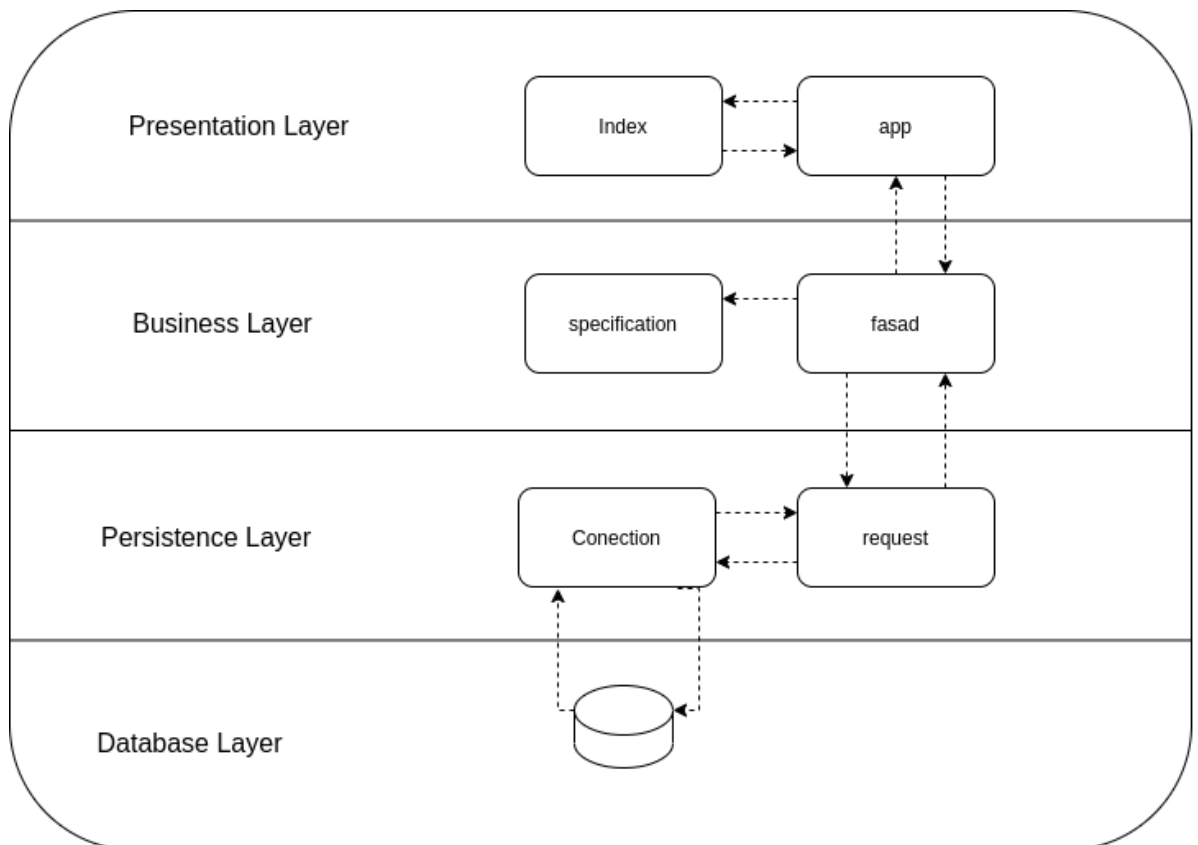 Presentation Layer
Index
app
Business Layer
specification
fasad
Persistence Layer
Conection
request
Database Layer